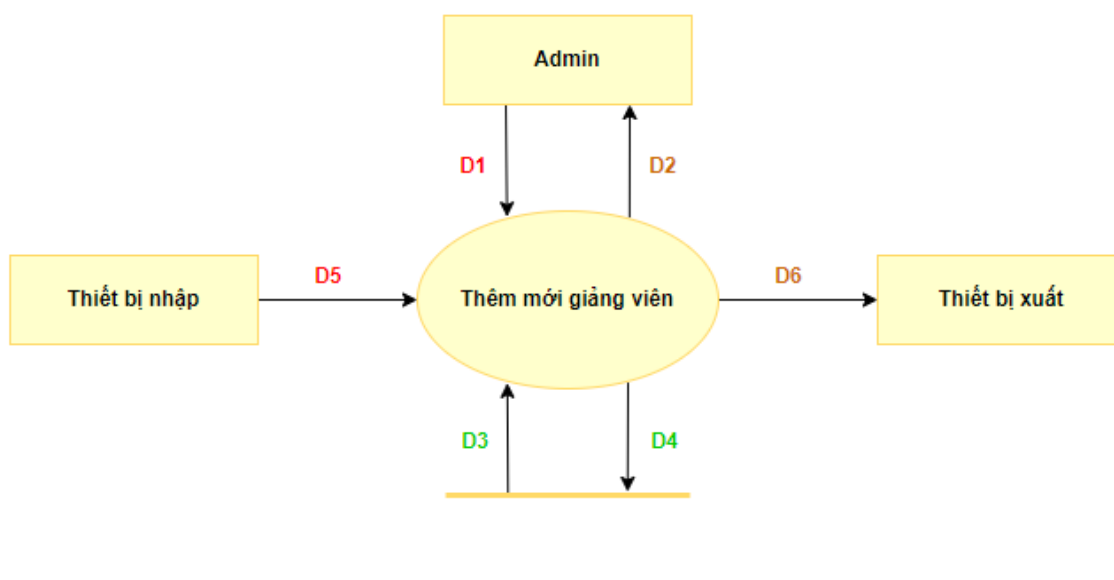 Admin
D1
D2
D5
D6
Thiết bị nhập
Thêm mới giảng viên
Thiết bị xuất
D3
D4